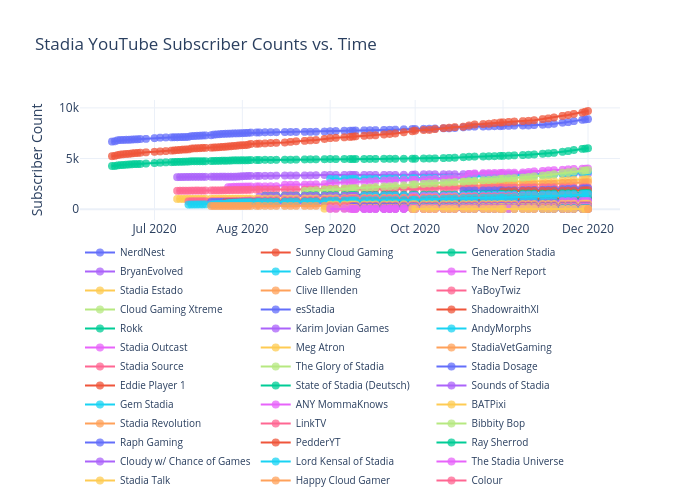 Stadia YouTube Subscriber Counts vs. Time
Subscriber Count
10k
5k
0
Jul 2020 Aug 2020 Sep 2020 Oct 2020 Nov 2020 Dec 2020
NerdNest Sunny Cloud Gaming Generation Stadia
BryanEvolved Caleb Gaming The Nerf Report
Stadia Estado Clive Illenden YaBoyTwiz
Cloud Gaming Xtreme esStadia ShadowraithXI
Rokk Karim Jovian Games AndyMorphs
Stadia Outcast Meg Atron StadiaVetGaming
Stadia Source The Glory of Stadia Stadia Dosage
Eddie Player 1 State of Stadia (Deutsch) Sounds of Stadia
Gem Stadia ANY MommaKnows BATPixi
Stadia Revolution LinkTV Bibbity Bop
Raph Gaming PedderYT Ray Sherrod
Cloudy w/ Chance of Games Lord Kensal of Stadia The Stadia Universe
Stadia Talk Happy Cloud Gamer Colour